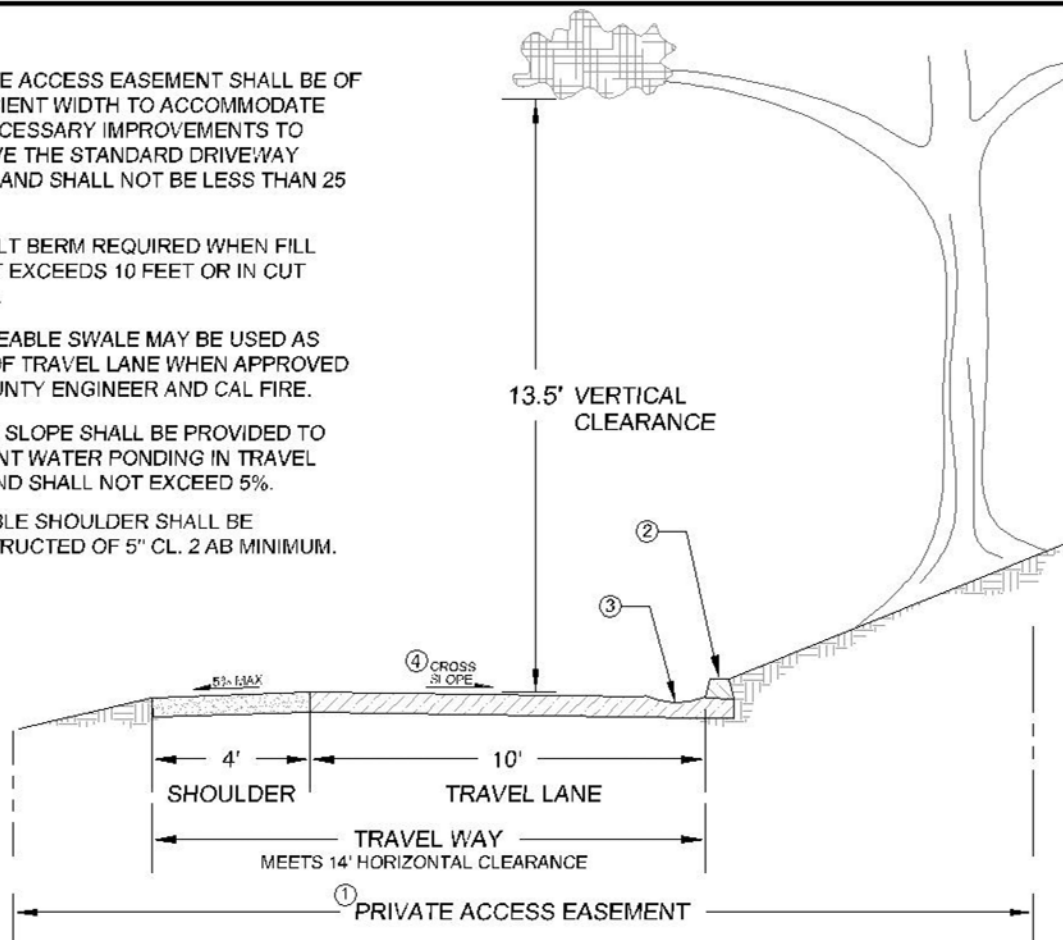 E ACCESS EASEMENT SHALL BE OF
IENT WIDTH TO ACCOMMODATE
CESSARY IMPROVEMENTS TO
VE THE STANDARD DRIVEWAY
AND SHALL NOT BE LESS THAN 25
LT BERM REQUIRED WHEN FILL
T EXCEEDS 10 FEET OR IN CUT
EABLE SWALE MAY BE USED AS
OF TRAVEL LANE WHEN APPROVED
UNTY ENGINEER AND CAL FIRE.
SLOPE SHALL BE PROVIDED TO
NT WATER PONDING IN TRAVEL
ND SHALL NOT EXCEED 5%.
BLE SHOULDER SHALL BE
TRUCTED OF 5" CL. 2 AB MINIMUM.
13.5' VERTICAL
CLEARANCE
2
3
4 CROSS
SLOPE
5% MAX
4'
10'
SHOULDER
TRAVEL LANE
TRAVEL WAY
MEETS 14' HORIZONTAL CLEARANCE
1 PRIVATE ACCESS EASEMENT